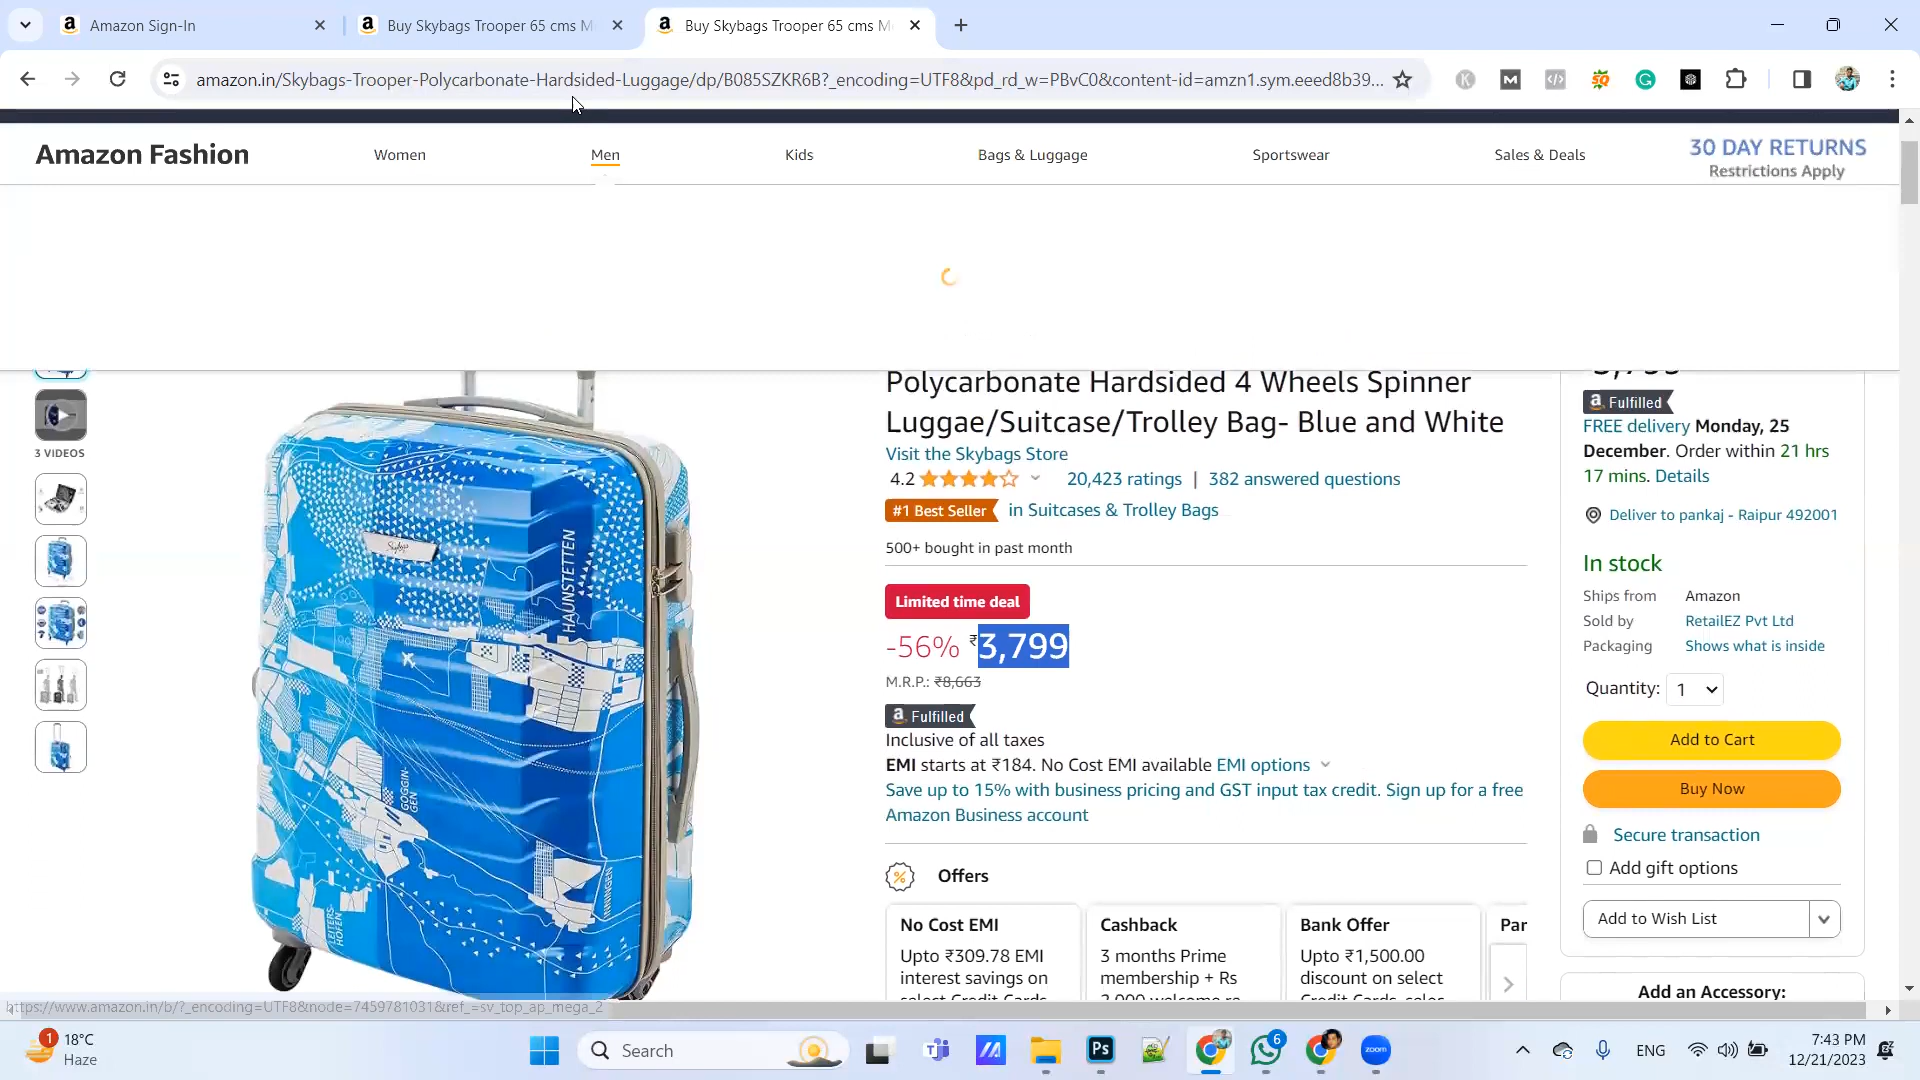 Amazon Sign-In
Buy Skybags Trooper 65 cms M
Buy Skybags Trooper 65 cms M
amazon.in/Skybags-Trooper-Polycarbonate-Hardsided-Luggage/dp/B085SZKR6B?_encoding=UTF8&pd_rd_w=PBvC0&content-id=amzn1.sym.eeed8b39...
Amazon Fashion
Women
Men
Kids
Bags & Luggage
Sportswear
Sales & Deals
30 DAY RETURNS
Restrictions Apply
3 VIDEOS
Skybags
HAUNSTETTEN
GOGGIN-
GEN
LEITERS-
HOFEN
INNINGEN
Polycarbonate Hardsided 4 Wheels Spinner
Luggae/Suitcase/Trolley Bag- Blue and White
Visit the Skybags Store
4.2
20,423 ratings | 382 answered questions
#1 Best Seller in Suitcases & Trolley Bags
500+ bought in past month
Limited time deal
-56% ₹3,799
M.R.P.: ₹8,663
Fulfilled
Inclusive of all taxes
EMI starts at ₹184. No Cost EMI available EMI options
Save up to 15% with business pricing and GST input tax credit. Sign up for a free
Amazon Business account
Offers
No Cost EMI
Upto ₹309.78 EMI
interest savings on
select Credit Cards
Cashback
3 months Prime
membership + Rs
Bank Offer
Upto ₹1,500.00
discount on select
Par
Fulfilled
FREE delivery Monday, 25
December. Order within 21 hrs
17 mins. Details
Deliver to pankaj - Raipur 492001
In stock
Ships from Amazon
Sold by RetailEZ Pvt Ltd
Packaging Shows what is inside
Quantity: 1
Add to Cart
Buy Now
Secure transaction
Add gift options
Add to Wish List
Add an Accessory:
https://www.amazon.in/b/?_encoding=UTF8&node=7459781031&ref_=sv_top_ap_mega_2
1
18°C
Haze
Search
Ps
6
zoom
ENG
7:43 PM
12/21/2023